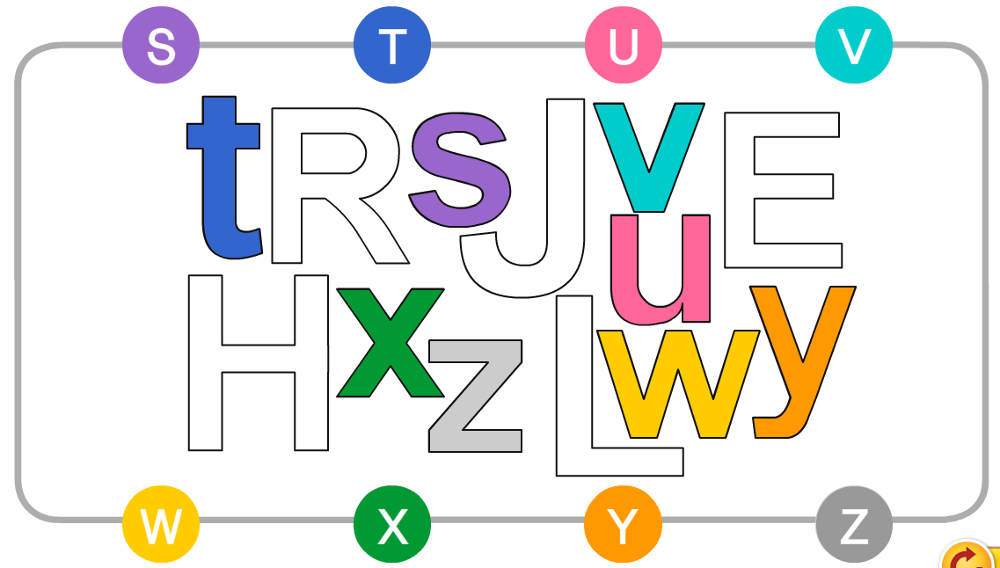 S T U V
t R s J v E
u
H x z L w y
W X Y Z